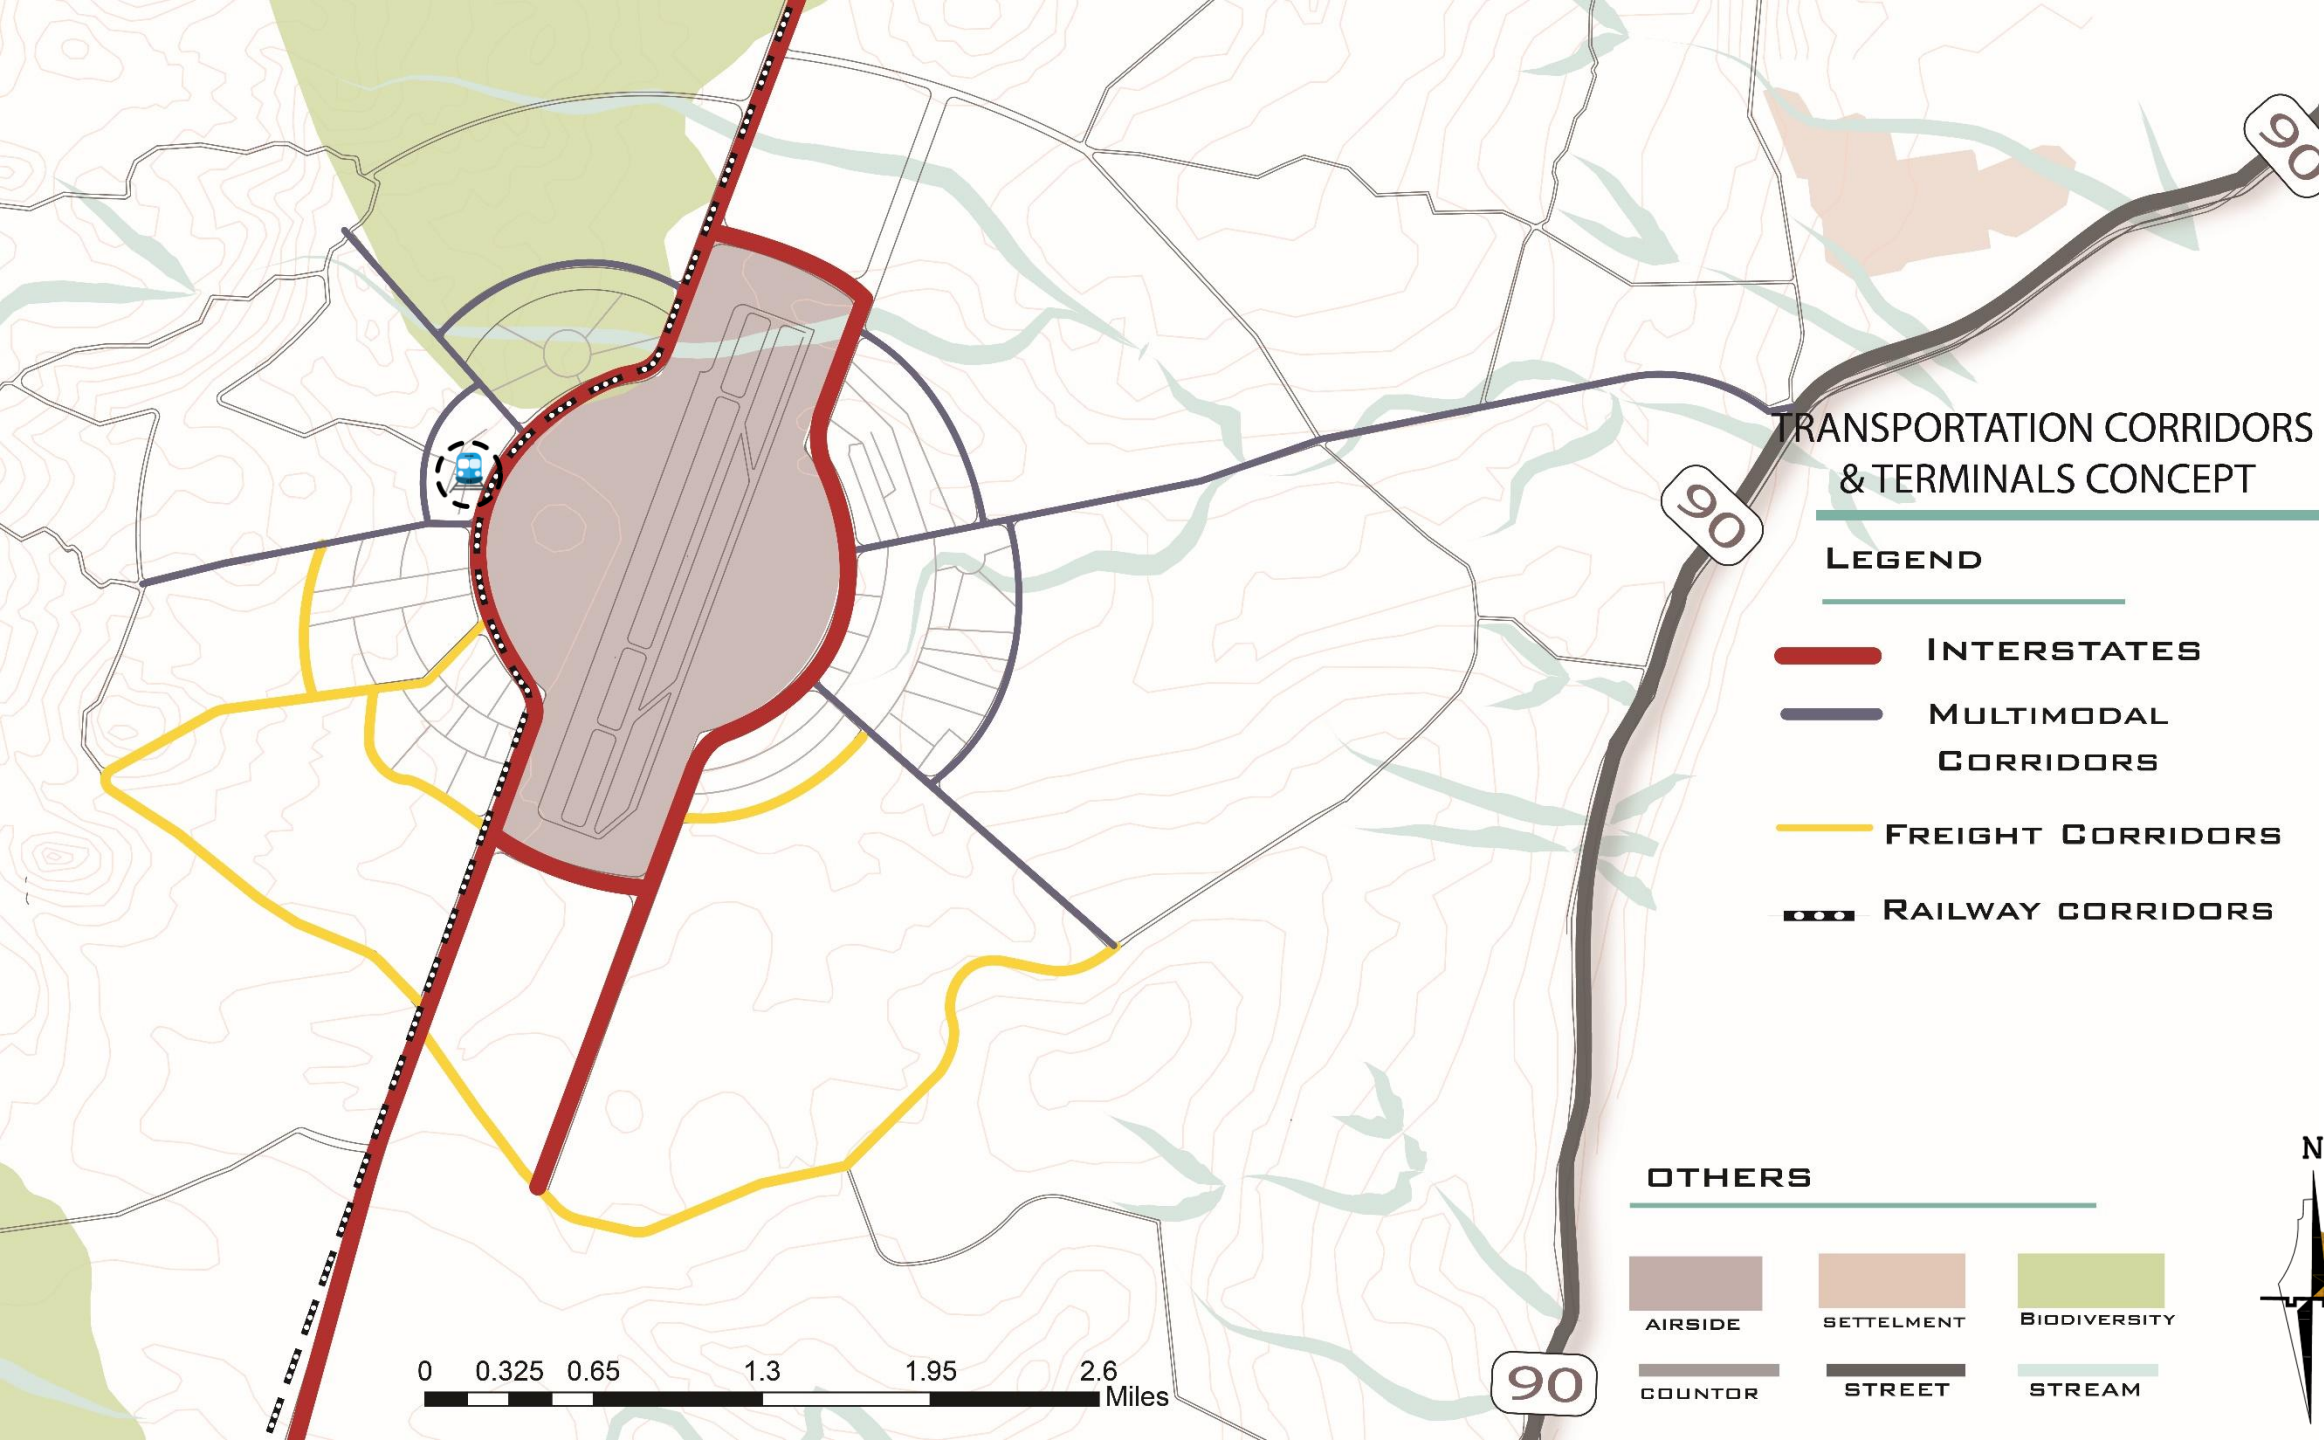 90
TRANSPORTATION CORRIDORS
& TERMINALS CONCEPT
90
LEGEND
INTERSTATES
MULTIMODAL
CORRIDORS
FREIGHT CORRIDORS
RAILWAY CORRIDORS
N
OTHERS
AIRSIDE
SETTELMENT
BIODIVERSITY
COUNTOR
STREET
STREAM
90
0 0.325 0.65 1.3 1.95 2.6
Miles